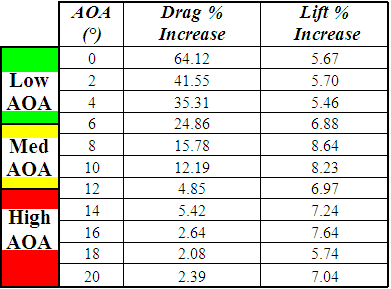 AOA (°) Drag % Increase Lift % Increase
Low AOA
0 64.12 5.67
2 41.55 5.70
4 35.31 5.46
Med AOA
6 24.86 6.88
8 15.78 8.64
10 12.19 8.23
High AOA
12 4.85 6.97
14 5.42 7.24
16 2.64 7.64
18 2.08 5.74
20 2.39 7.04